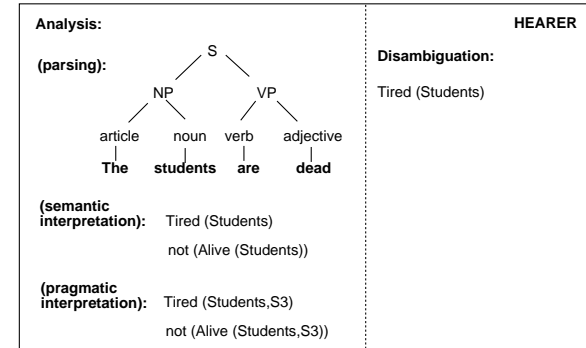 Analysis:
(parsing):
S
NP VP
article noun verb adjective
The students are dead
(semantic
interpretation): Tired (Students)
not (Alive (Students))
(pragmatic
interpretation): Tired (Students,S3)
not (Alive (Students,S3))
HEARER
Disambiguation:
Tired (Students)